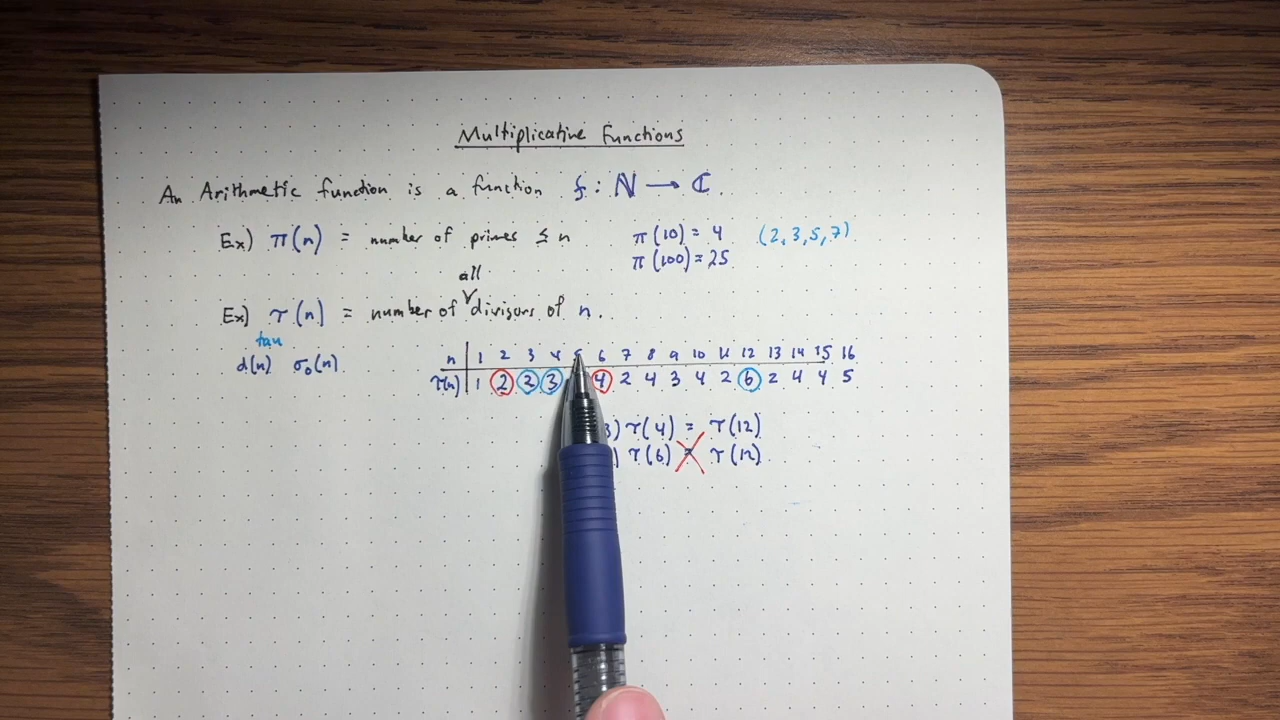 Multiplicative Functions
An Arithmetic function is a function f : ℕ → ℂ.
Ex) π(n) = number of primes ≤ n π(10) = 4 (2, 3, 5, 7)
π(100) = 25
all
Ex) τ(n) = number of divisors of n.
tau
d(n) σ₀(n)
n 1 2 3 4 5 6 7 8 9 10 11 12 13 14 15 16
τ(n) 1 2 2 3 4 2 4 3 4 2 6 2 4 4 5
3) τ(4) = τ(12)
) τ(6) = τ(12)